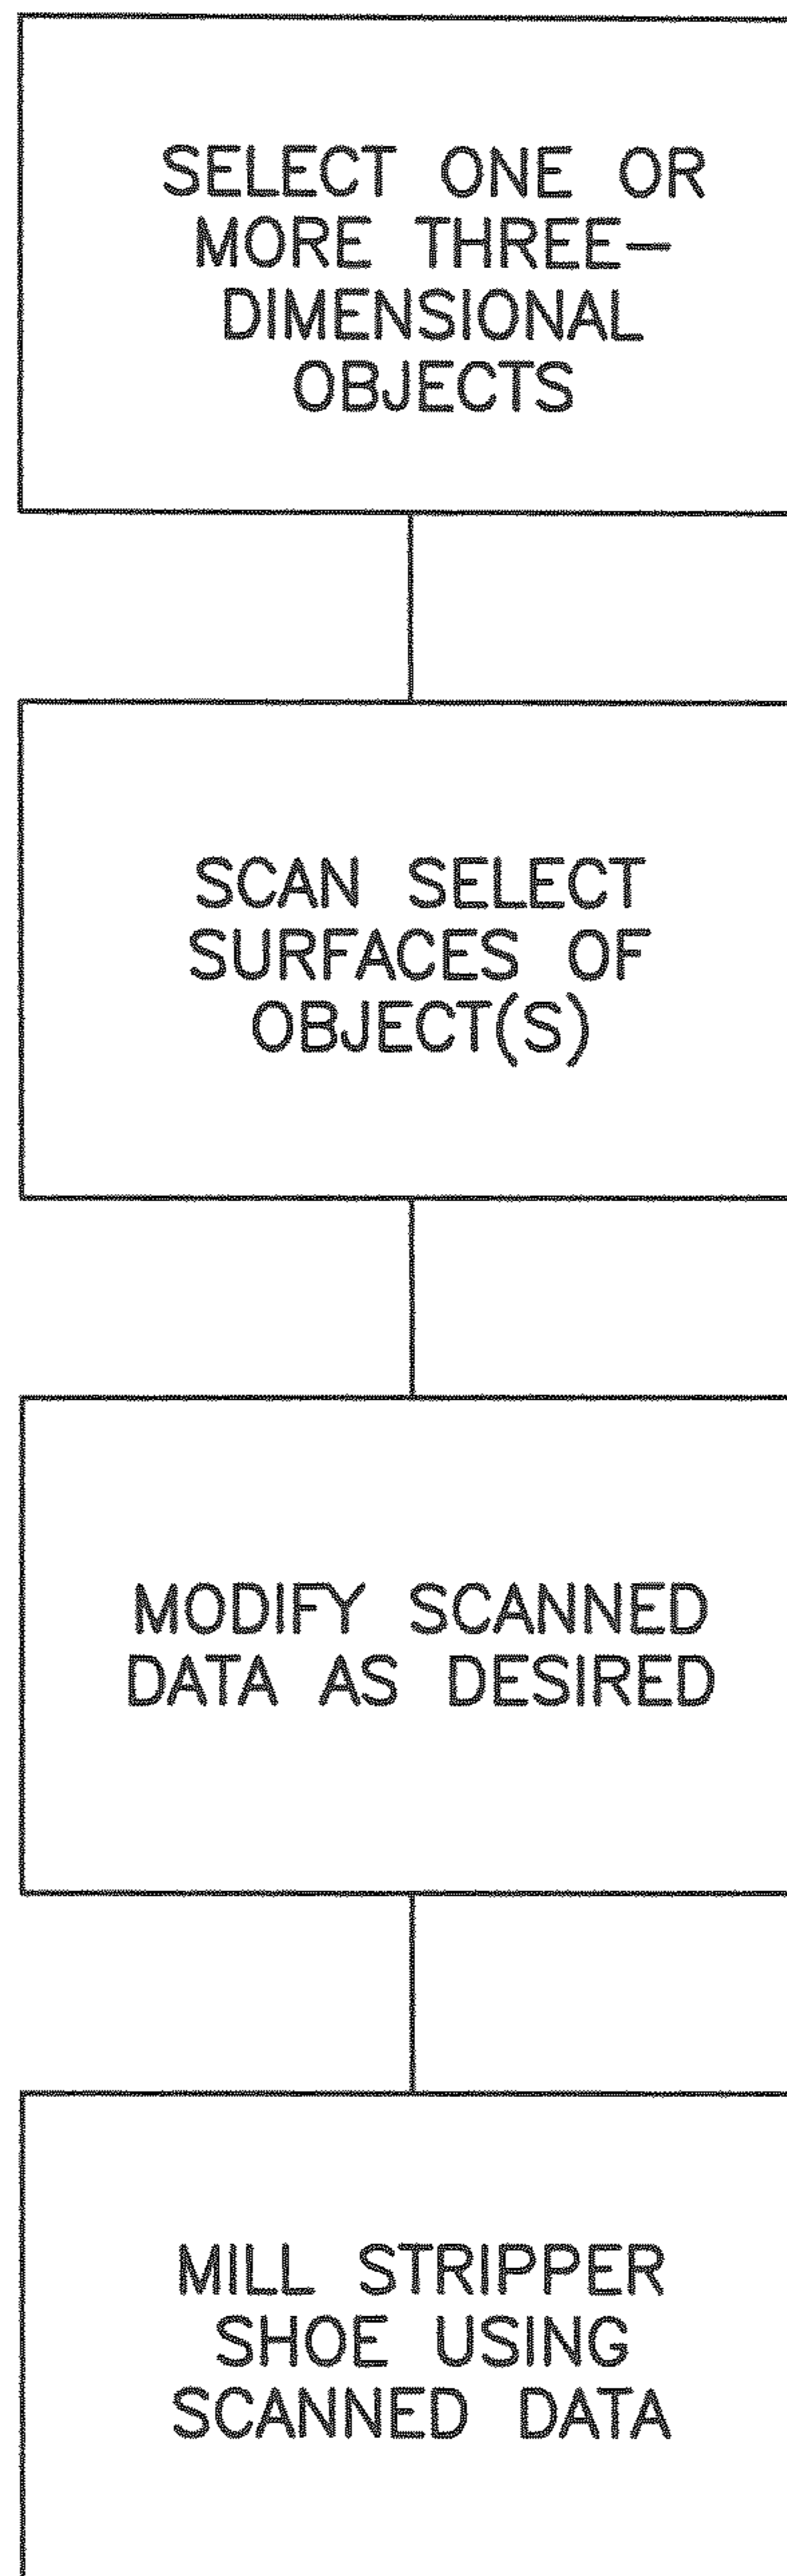 SELECT ONE OR
MORE THREE-
DIMENSIONAL
OBJECTS
SCAN SELECT
SURFACES OF
OBJECT(S)
MODIFY SCANNED
DATA AS DESIRED
MILL STRIPPER
SHOE USING
SCANNED DATA